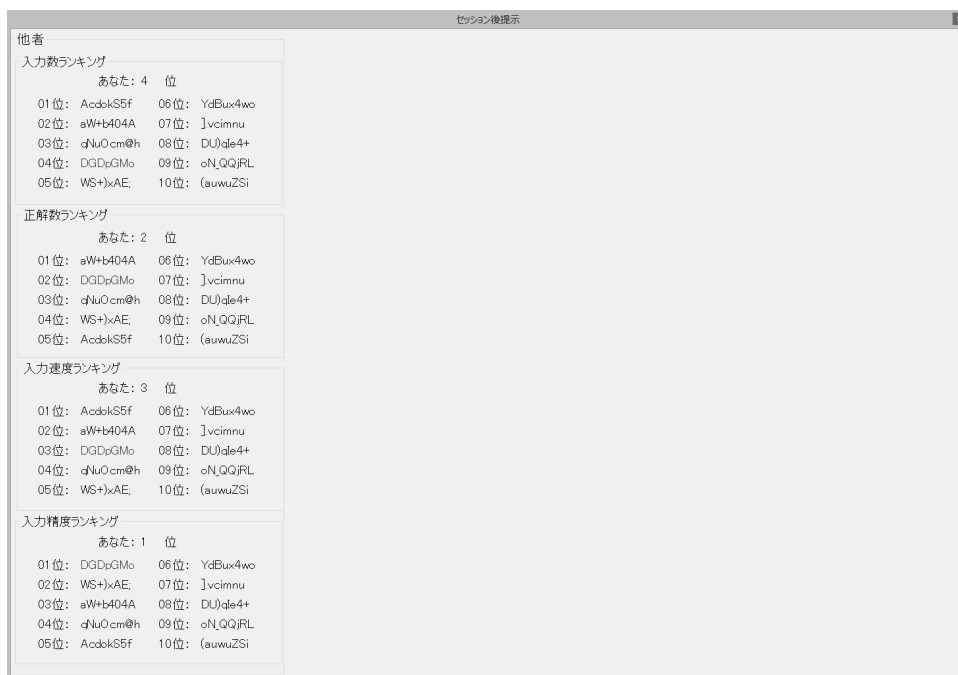 セッション後提示
他者
入力数ランキング
あなた: 4 位
01位: AcdokS5f 06位: YdBux4wo
02位: aW+b404A 07位: ].vcimnu
03位: qNuOcm@h 08位: DU)qIe4+
04位: DGDpGMo 09位: oN_QQjRL
05位: WS+)xAE; 10位: (auwuZSi
正解数ランキング
あなた: 2 位
01位: aW+b404A 06位: YdBux4wo
02位: DGDpGMo 07位: ].vcimnu
03位: qNuOcm@h 08位: DU)qIe4+
04位: WS+)xAE; 09位: oN_QQjRL
05位: AcdokS5f 10位: (auwuZSi
入力速度ランキング
あなた: 3 位
01位: AcdokS5f 06位: YdBux4wo
02位: aW+b404A 07位: ].vcimnu
03位: DGDpGMo 08位: DU)qIe4+
04位: qNuOcm@h 09位: oN_QQjRL
05位: WS+)xAE; 10位: (auwuZSi
入力精度ランキング
あなた: 1 位
01位: DGDpGMo 06位: YdBux4wo
02位: WS+)xAE; 07位: ].vcimnu
03位: aW+b404A 08位: DU)qIe4+
04位: qNuOcm@h 09位: oN_QQjRL
05位: AcdokS5f 10位: (auwuZSi